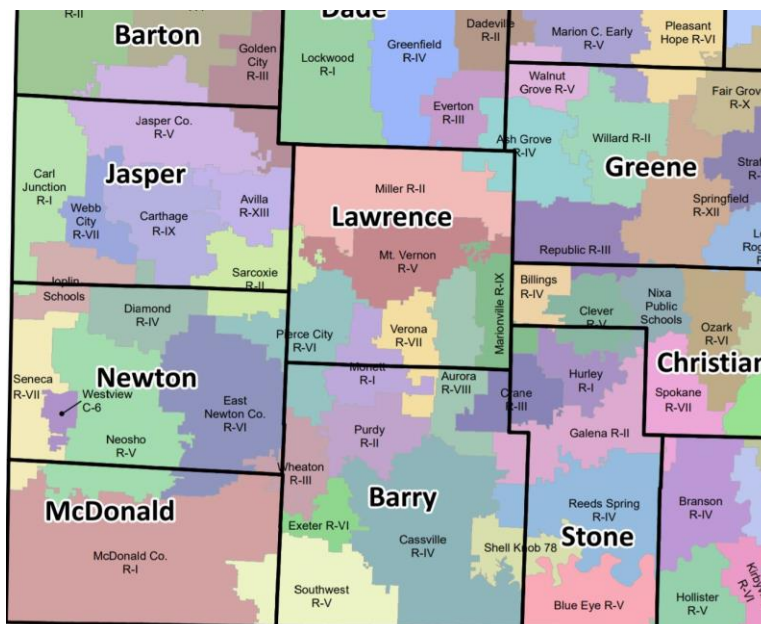 R-II
Barton
Golden
City
R-III
Dade
Lockwood
R-I
Greenfield
R-IV
Dadeville
R-II
Everton
R-III
Marion C. Early
R-V
Pleasant
Hope R-VI
Walnut
Grove R-V
Fair Grove
R-X
Ash Grove
R-IV
Willard R-II
Greene
Springfield
R-XII
Republic R-III
Jasper Co.
R-V
Jasper
Carl
Junction
R-I
Webb
City
R-VII
Carthage
R-IX
Avilla
R-XIII
Sarcoxie
R-II
Joplin
Schools
Miller R-II
Lawrence
Mt. Vernon
R-V
Marionville R-IX
Pierce City
R-VI
Verona
R-VII
Billings
R-IV
Clever
R-V
Nixa
Public
Schools
Ozark
R-VI
Christian
Spokane
R-VII
Diamond
R-IV
Newton
Seneca
R-VII
Westview
C-6
East
Newton Co.
R-VI
Neosho
R-V
Monett
R-I
Aurora
R-VIII
Crane
R-III
Hurley
R-I
Galena R-II
Purdy
R-II
Wheaton
R-III
Barry
Exeter R-VI
Cassville
R-IV
Shell Knob 78
Southwest
R-V
McDonald
McDonald Co.
R-I
Reeds Spring
R-IV
Stone
Blue Eye R-V
Branson
R-IV
Hollister
R-V
R-VI